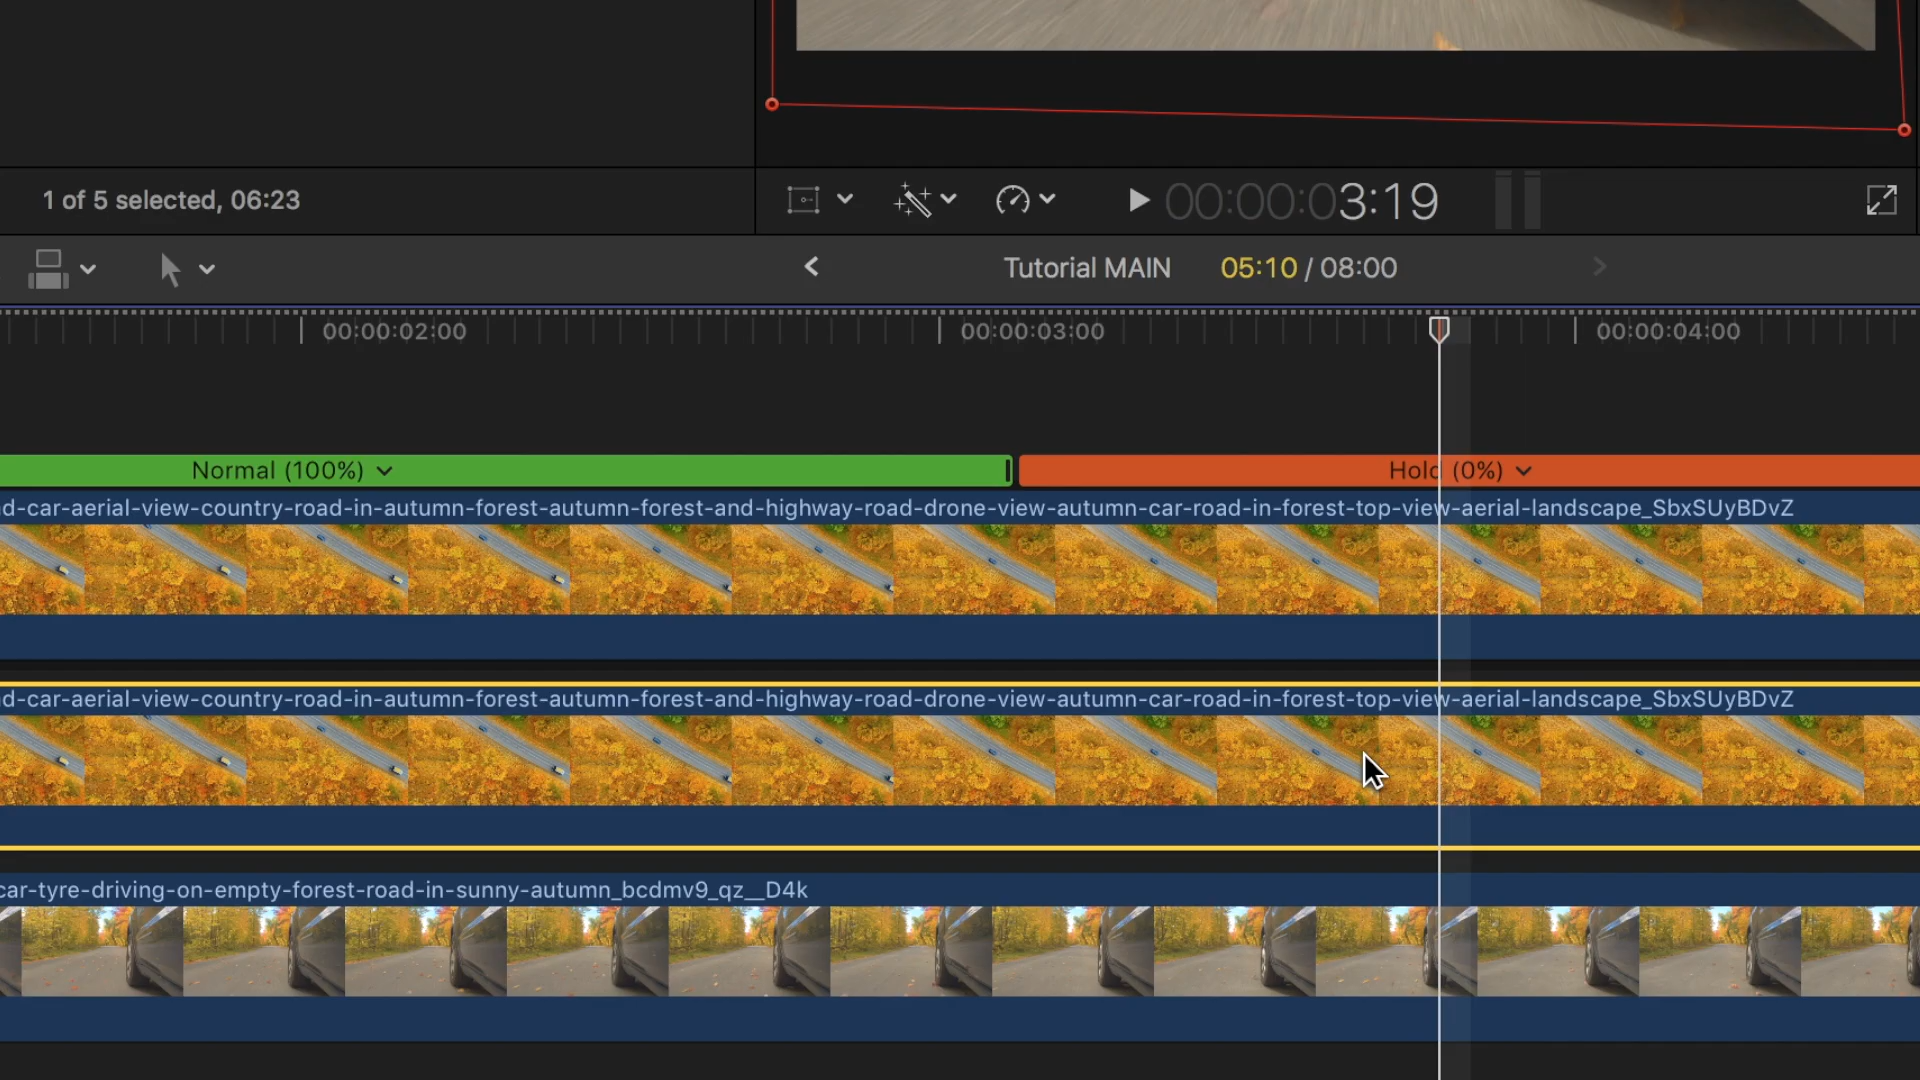 1 of 5 selected, 06:23
00:00:03:19
Tutorial MAIN 05:10 / 08:00
00:00:02:00 00:00:03:00 00:00:04:00
Normal (100%) Hold (0%)
d-car-aerial-view-country-road-in-autumn-forest-autumn-forest-and-highway-road-drone-view-autumn-car-road-in-forest-top-view-aerial-landscape_SbxSUyBDvZ
d-car-aerial-view-country-road-in-autumn-forest-autumn-forest-and-highway-road-drone-view-autumn-car-road-in-forest-top-view-aerial-landscape_SbxSUyBDvZ
car-tyre-driving-on-empty-forest-road-in-sunny-autumn_bcdmv9_qz__D4k